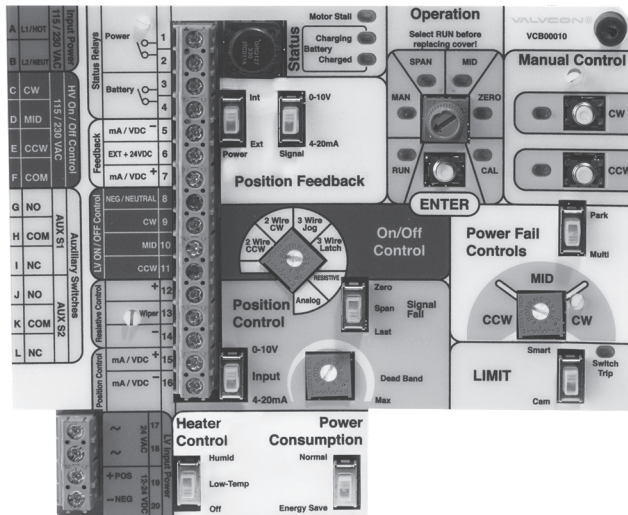 A L1/HOT
B L2/NEUT
Input Power
115 / 230 VAC
C CW
D MID
E CCW
F COM
HV On / Off Control
115 / 230 VAC
G NO
H COM
I NC
J NO
K COM
L NC
AUX S1
AUX S2
Auxiliary Switches
Status Relays
Power
Battery
1
2
3
4
Feedback
mA / VDC – 5
EXT + 24VDC 6
mA / VDC + 7
LV ON / OFF Control
NEG / NEUTRAL 8
CW 9
MID 10
CCW 11
Resistive Control
+ 12
Wiper 13
– 14
Position Control
mA / VDC + 15
mA / VDC – 16
17
18
19
20
~
~
+ POS
– NEG
24 VAC
12-24 VDC
LV Input Power
Status
Motor Stall
Charging
Battery
Charged
Int
Ext
Power
0-10V
4-20mA
Signal
Position Feedback
Operation
Select RUN before
replacing cover!
SPAN
MID
MAN
ZERO
RUN
CAL
ENTER
VALVCON
VCB00010
Manual Control
CW
CCW
On/Off
Control
2 Wire
CCW
2 Wire
CW
3 Wire
Jog
3 Wire
Latch
RESISTIVE
Analog
Position
Control
Zero
Span
Last
Signal
Fail
0-10V
Input
4-20mA
Dead Band
Max
Power Fail
Controls
Park
Multi
MID
CCW
CW
LIMIT
Smart
Cam
Switch
Trip
Heater
Control
Humid
Low-Temp
Off
Power
Consumption
Normal
Energy Save